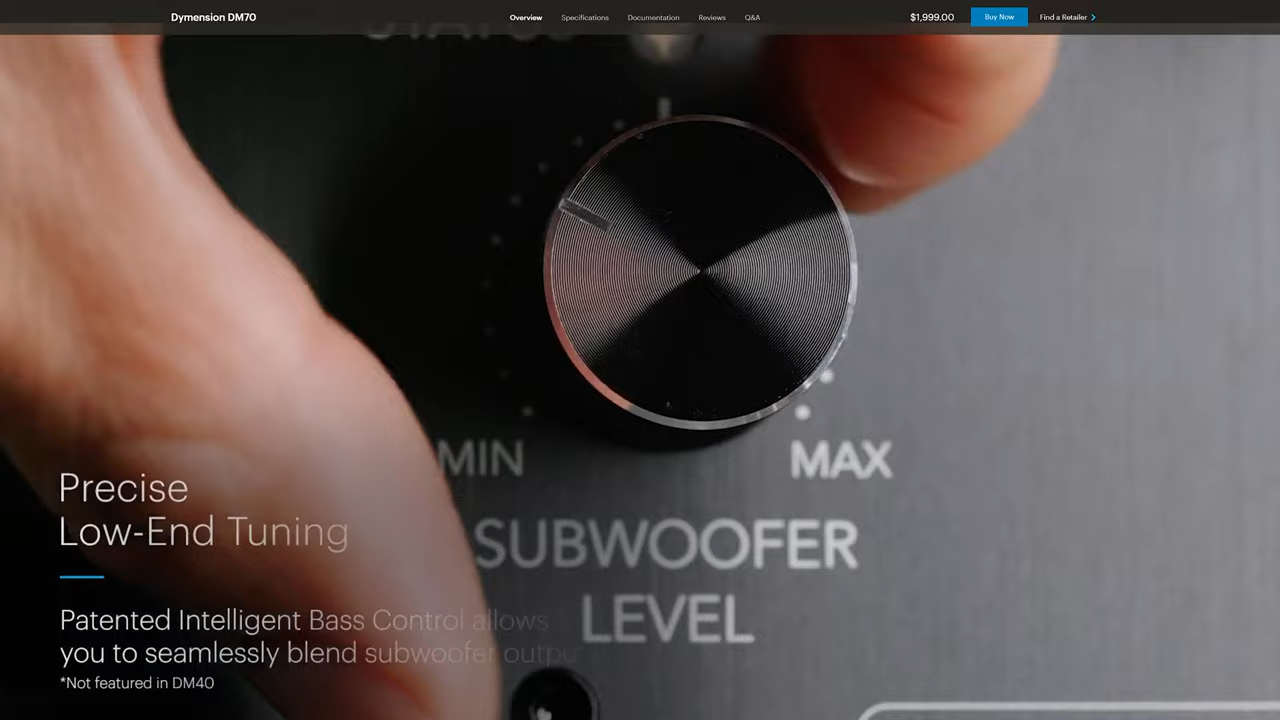 Dymension DM70
Overview Specifications Documentation Reviews Q&A
$1,999.00 Buy Now Find a Retailer
MIN MAX
SUBWOOFER
LEVEL
Precise
Low-End Tuning
Patented Intelligent Bass Control allows
you to seamlessly blend subwoofer outpu
*Not featured in DM40